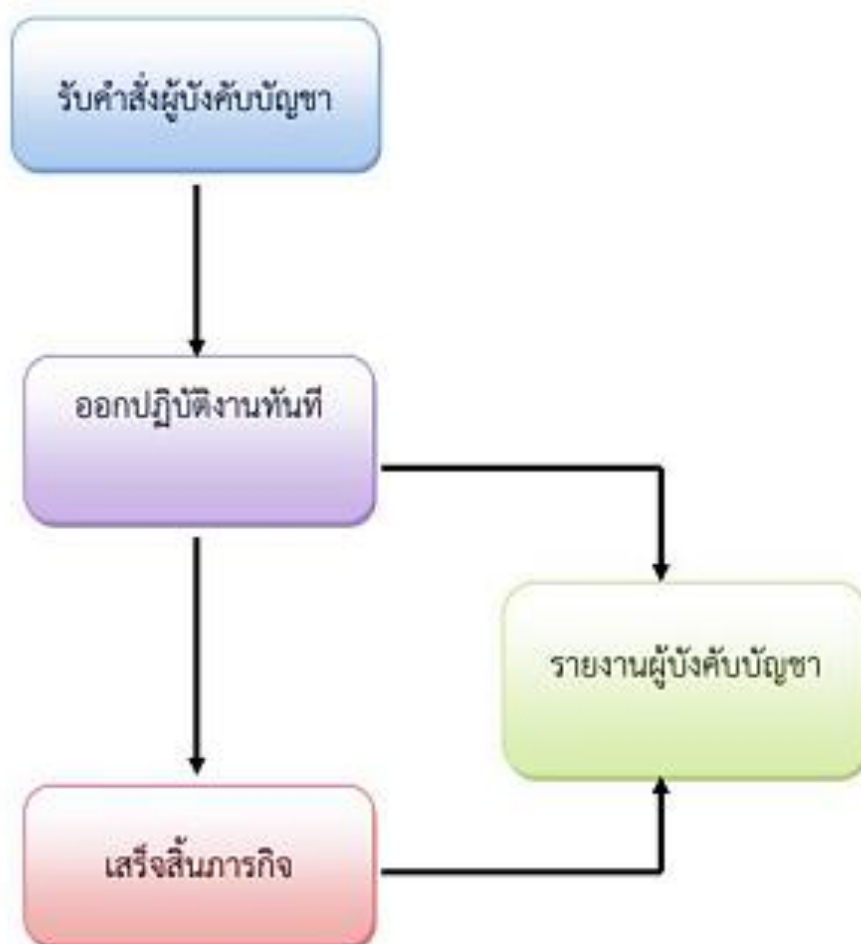 รับคำสั่งผู้บังคับบัญชา
ออกปฏิบัติงานทันที
รายงานผู้บังคับบัญชา
เสร็จสิ้นภารกิจ